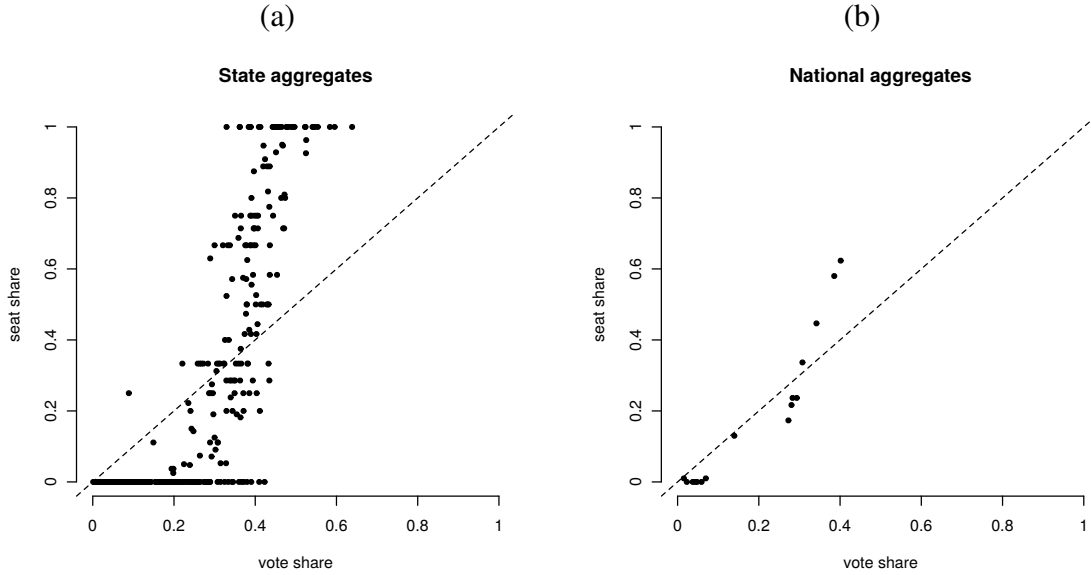 (a)
State aggregates
seat share
1
0.8
0.6
0.4
0.2
0
0 0.2 0.4 0.6 0.8 1
vote share
(b)
National aggregates
seat share
1
0.8
0.6
0.4
0.2
0
0 0.2 0.4 0.6 0.8 1
vote share